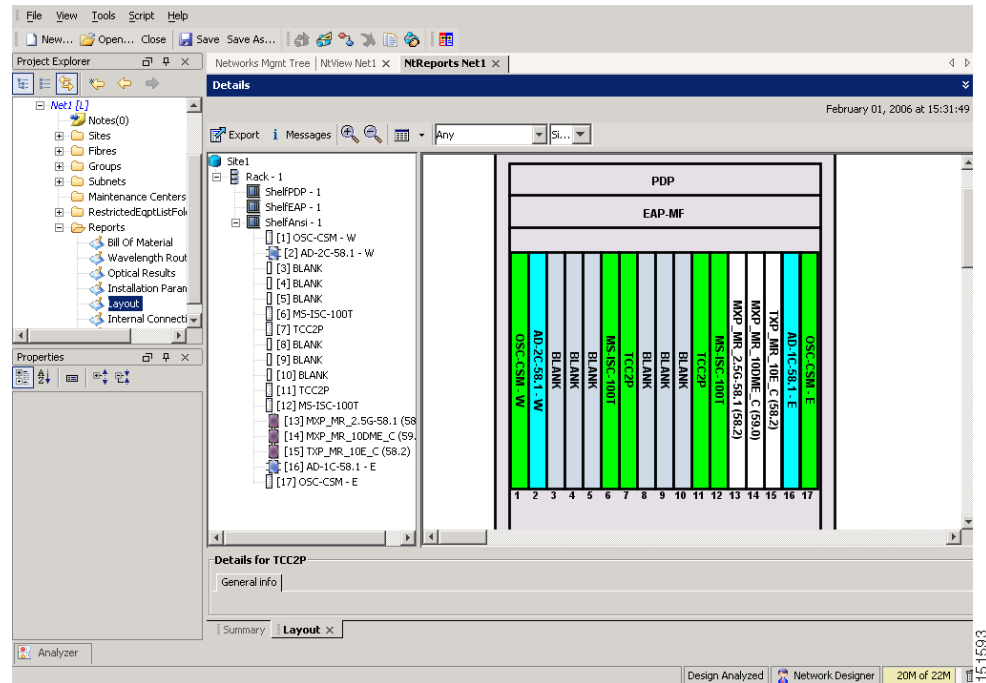 File View Tools Script Help
New... Open... Close Save Save As...
Project Explorer
Networks Mgmt Tree NtView Net1 NtReports Net1
Details
February 01, 2006 at 15:31:49
Net1 [L]
Notes(0)
Sites
Fibres
Groups
Subnets
Maintenance Centers
RestrictedEqptListFol
Reports
Bill Of Material
Wavelength Rout
Optical Results
Installation Param
Layout
Internal Connecti
Properties
Export Messages Any Si...
Site1
Rack - 1
ShelfPDP - 1
ShelfEAP - 1
ShelfAnsi - 1
[1] OSC-CSM - W
[2] AD-2C-58.1 - W
[3] BLANK
[4] BLANK
[5] BLANK
[6] MS-ISC-100T
[7] TCC2P
[8] BLANK
[9] BLANK
[10] BLANK
[11] TCC2P
[12] MS-ISC-100T
[13] MXP_MR_2.5G-58.1 (58
[14] MXP_MR_10DME_C (59.
[15] TXP_MR_10E_C (58.2)
[16] AD-1C-58.1 - E
[17] OSC-CSM - E
PDP
EAP-MF
OSC-CSM - W
AD-2C-58.1 - W
BLANK
BLANK
BLANK
MS-ISC-100T
TCC2P
BLANK
BLANK
BLANK
TCC2P
MS-ISC-100T
MXP_MR_2.5G-58.1 (58.2)
MXP_MR_10DME_C (59.0)
TXP_MR_10E_C (58.2)
AD-1C-58.1 - E
OSC-CSM - E
1 2 3 4 5 6 7 8 9 10 11 12 13 14 15 16 17
Details for TCC2P
General info
Summary Layout
Analyzer
Design Analyzed Network Designer 20M of 22M
151593